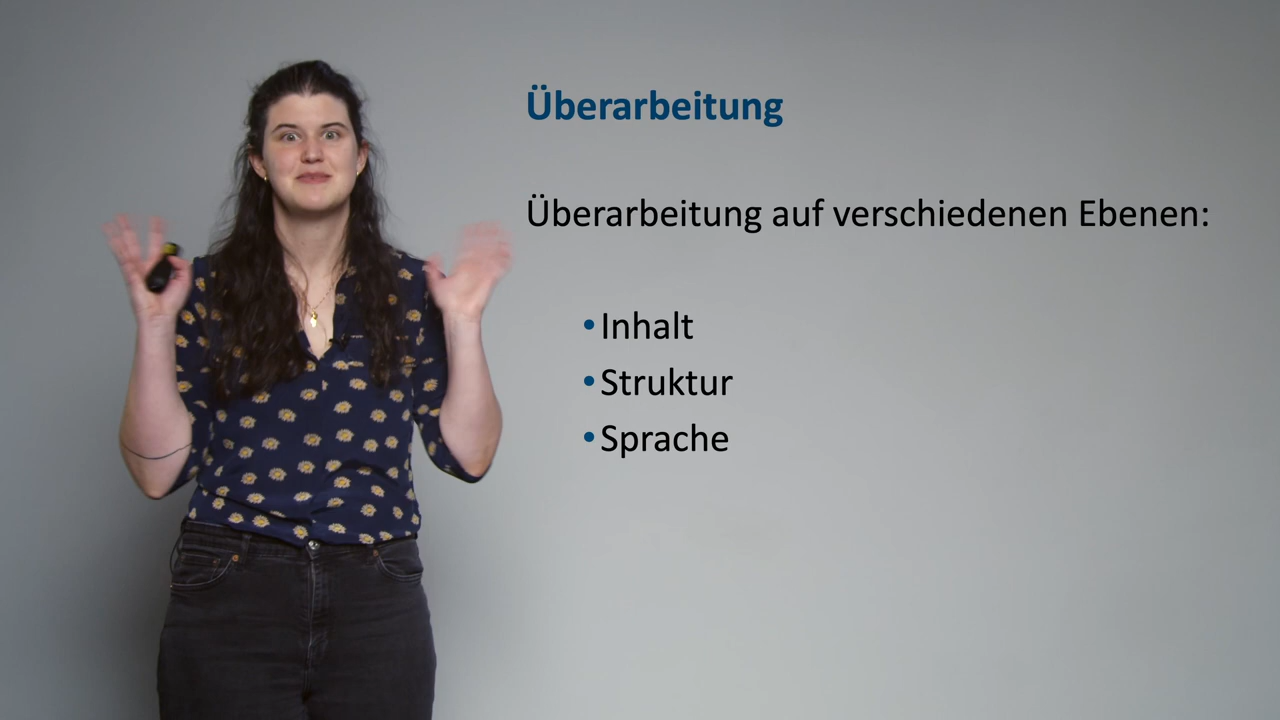 Überarbeitung
Überarbeitung auf verschiedenen Ebenen:
•Inhalt
•Struktur
•Sprache